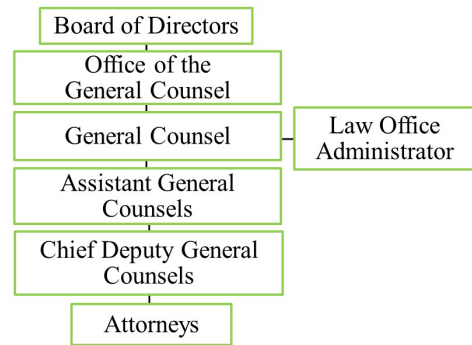 Board of Directors
Office of the
General Counsel
General Counsel
Law Office
Administrator
Assistant General
Counsels
Chief Deputy General
Counsels
Attorneys